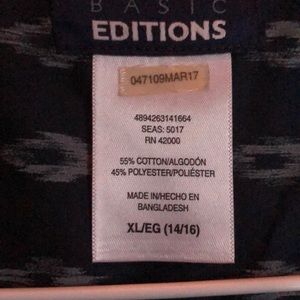 BASIC
EDITIONS
047109MAR17
4894263141664
SEAS: 5017
RN 42000
55% COTTON/ALGODÓN
45% POLYESTER/POLIÉSTER
MADE IN/HECHO EN
BANGLADESH
XL/EG (14/16)